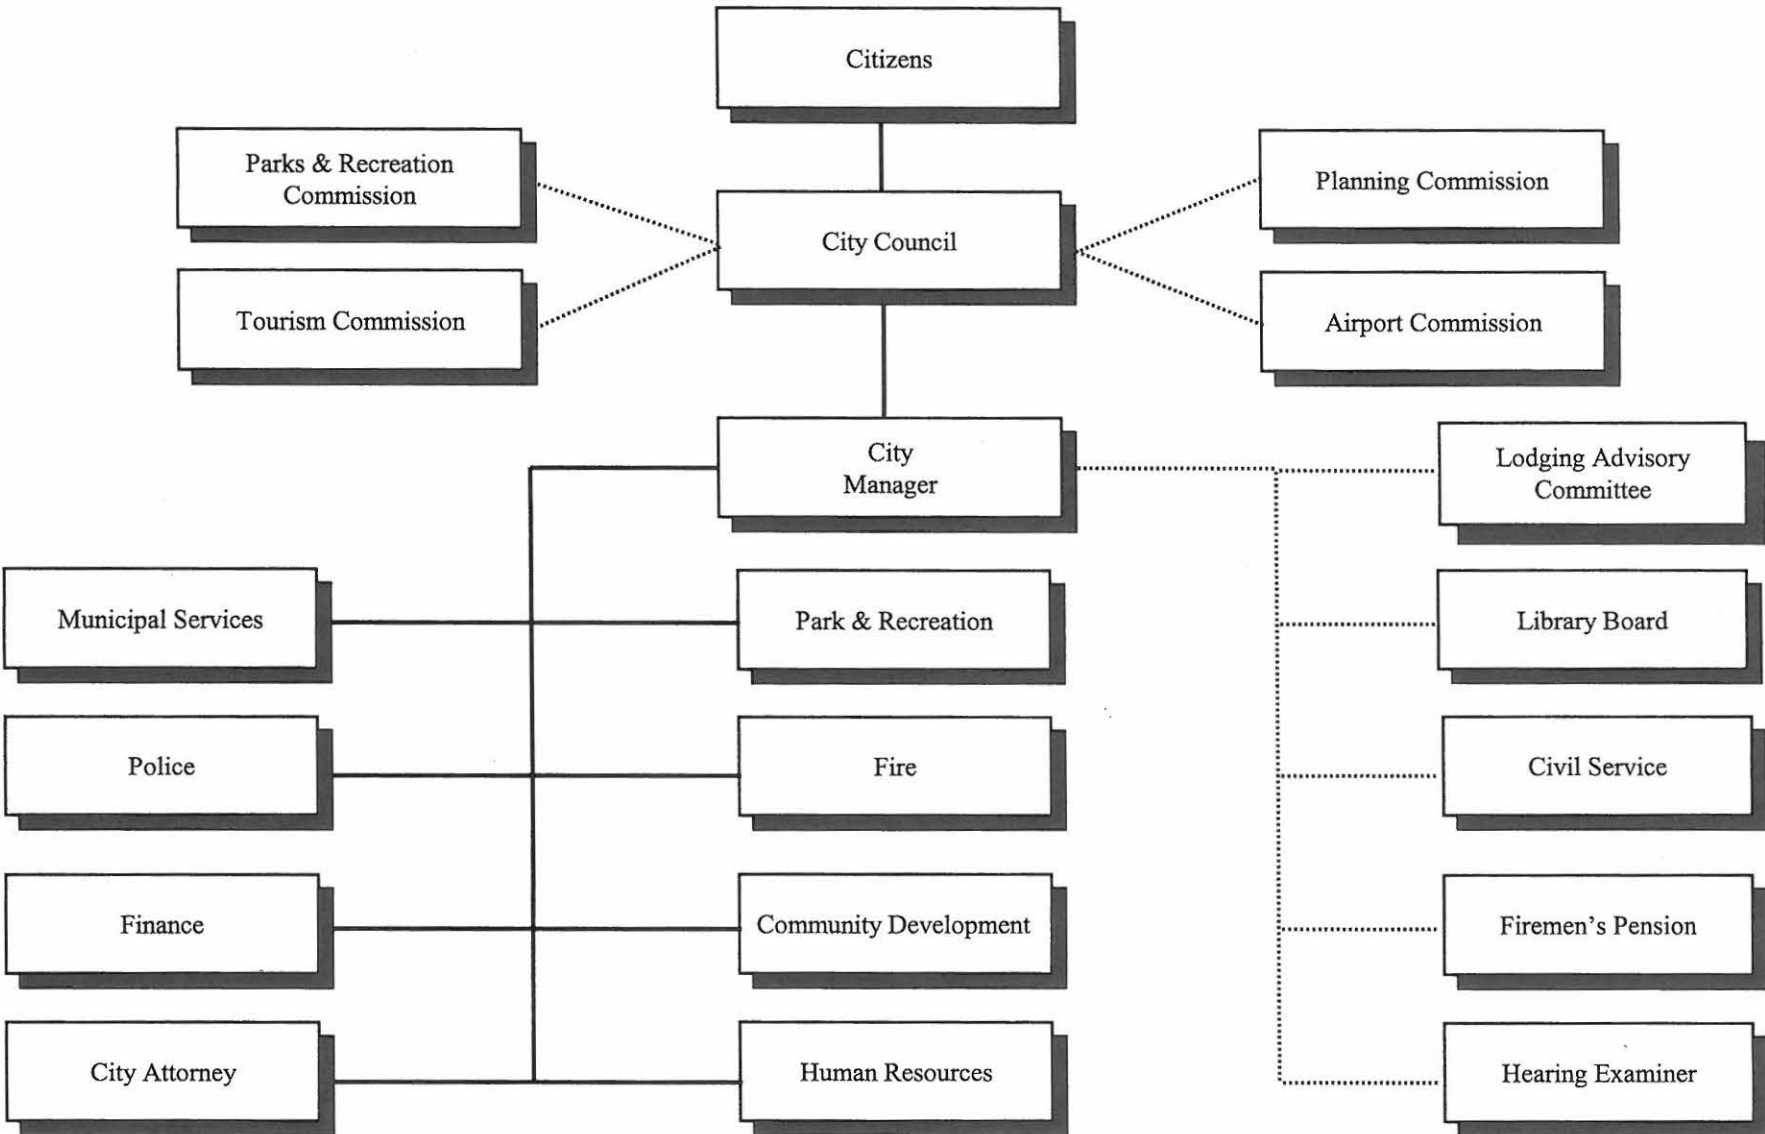 Citizens
Parks & Recreation
Commission
Planning Commission
City Council
Tourism Commission
Airport Commission
City
Manager
Lodging Advisory
Committee
Municipal Services
Park & Recreation
Library Board
Police
Fire
Civil Service
Finance
Community Development
Firemen's Pension
City Attorney
Human Resources
Hearing Examiner